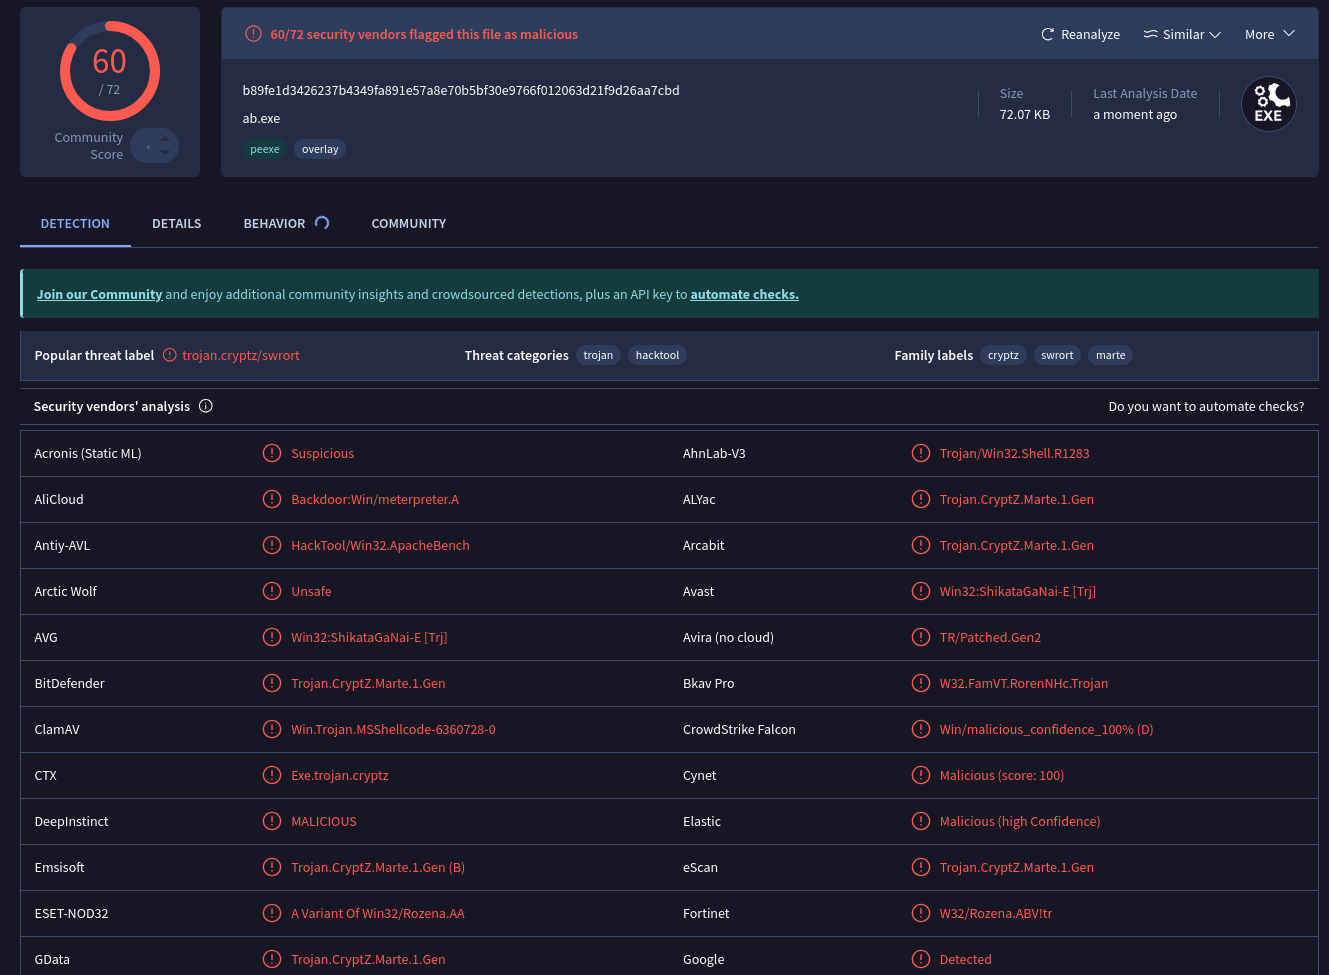 60
/ 72
Community
Score
60/72 security vendors flagged this file as malicious
Reanalyze
Similar
More
b89fe1d3426237b4349fa891e57a8e70b5bf30e9766f012063d21f9d26aa7cbd
ab.exe
peexe
overlay
Size
72.07 KB
Last Analysis Date
a moment ago
EXE
DETECTION
DETAILS
BEHAVIOR
COMMUNITY
Join our Community and enjoy additional community insights and crowdsourced detections, plus an API key to automate checks.
Popular threat label trojan.cryptz/swrort
Threat categories trojan hacktool
Family labels cryptz swrort marte
Security vendors' analysis
Do you want to automate checks?
Acronis (Static ML) Suspicious
AhnLab-V3 Trojan/Win32.Shell.R1283
AliCloud Backdoor:Win/meterpreter.A
ALYac Trojan.CryptZ.Marte.1.Gen
Antiy-AVL HackTool/Win32.ApacheBench
Arcabit Trojan.CryptZ.Marte.1.Gen
Arctic Wolf Unsafe
Avast Win32:ShikataGaNai-E [Trj]
AVG Win32:ShikataGaNai-E [Trj]
Avira (no cloud) TR/Patched.Gen2
BitDefender Trojan.CryptZ.Marte.1.Gen
Bkav Pro W32.FamVT.RorenNHc.Trojan
ClamAV Win.Trojan.MSShellcode-6360728-0
CrowdStrike Falcon Win/malicious_confidence_100% (D)
CTX Exe.trojan.cryptz
Cynet Malicious (score: 100)
DeepInstinct MALICIOUS
Elastic Malicious (high Confidence)
Emsisoft Trojan.CryptZ.Marte.1.Gen (B)
eScan Trojan.CryptZ.Marte.1.Gen
ESET-NOD32 A Variant Of Win32/Rozena.AA
Fortinet W32/Rozena.ABV!tr
GData Trojan.CryptZ.Marte.1.Gen
Google Detected